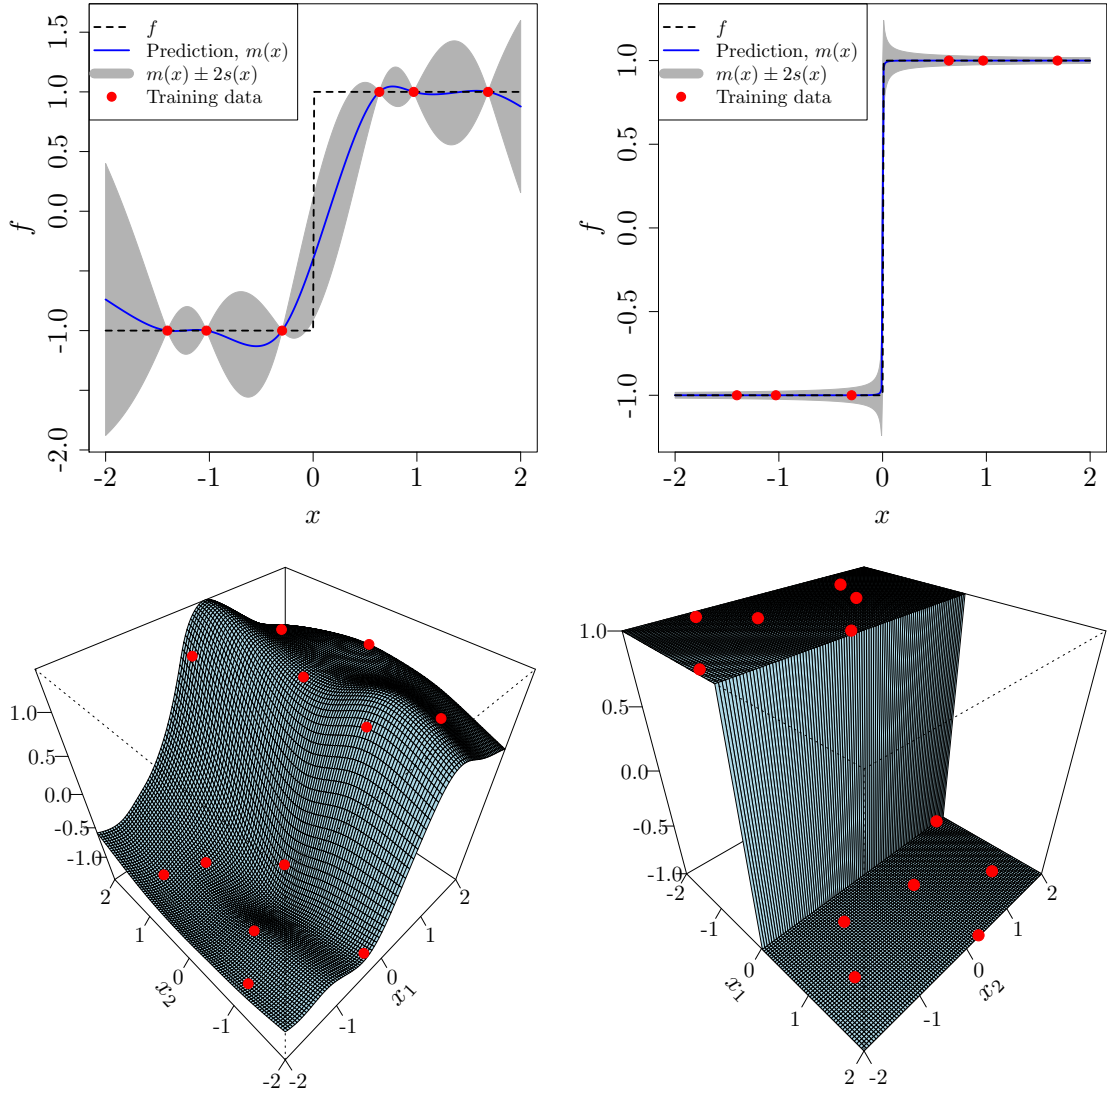 f
Prediction, m(x)
m(x) ± 2s(x)
Training data
1.5
1.0
0.5
0.0
-1.0
-2.0
f
-2 -1 0 1 2
x
f
Prediction, m(x)
m(x) ± 2s(x)
Training data
1.0
0.5
0.0
-0.5
-1.0
f
-2 -1 0 1 2
x
1.0
0.5
0.0
-0.5
-1.0
2
1
0
-1
-2
x₂
-2
-1
0
1
2
x₁
1.0
0.5
0.0
-0.5
-1.0
-2
-1
0
1
2
x₁
-2
-1
0
1
2
x₂